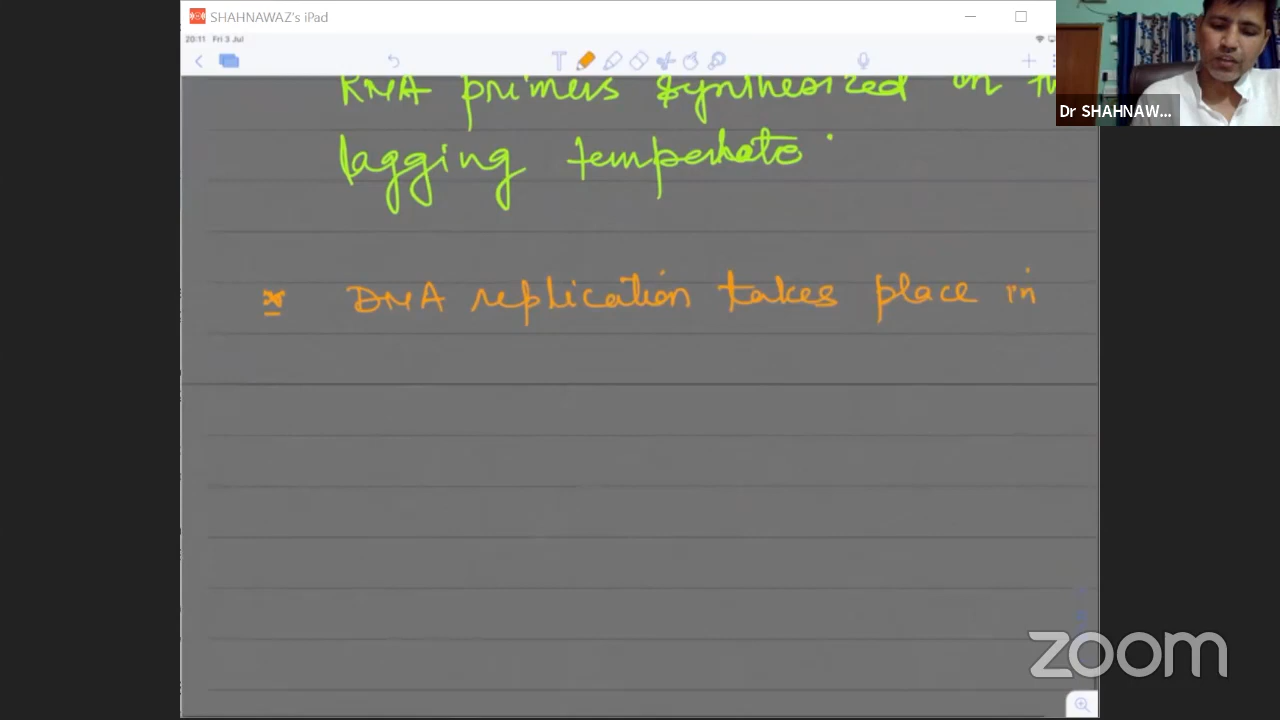 SHAHNAWAZ's iPad
20:11 Fri 3 Jul
RNA primers synthesized on
lagging
Dr SHAHNAW...
* DNA replication takes place in
zoom